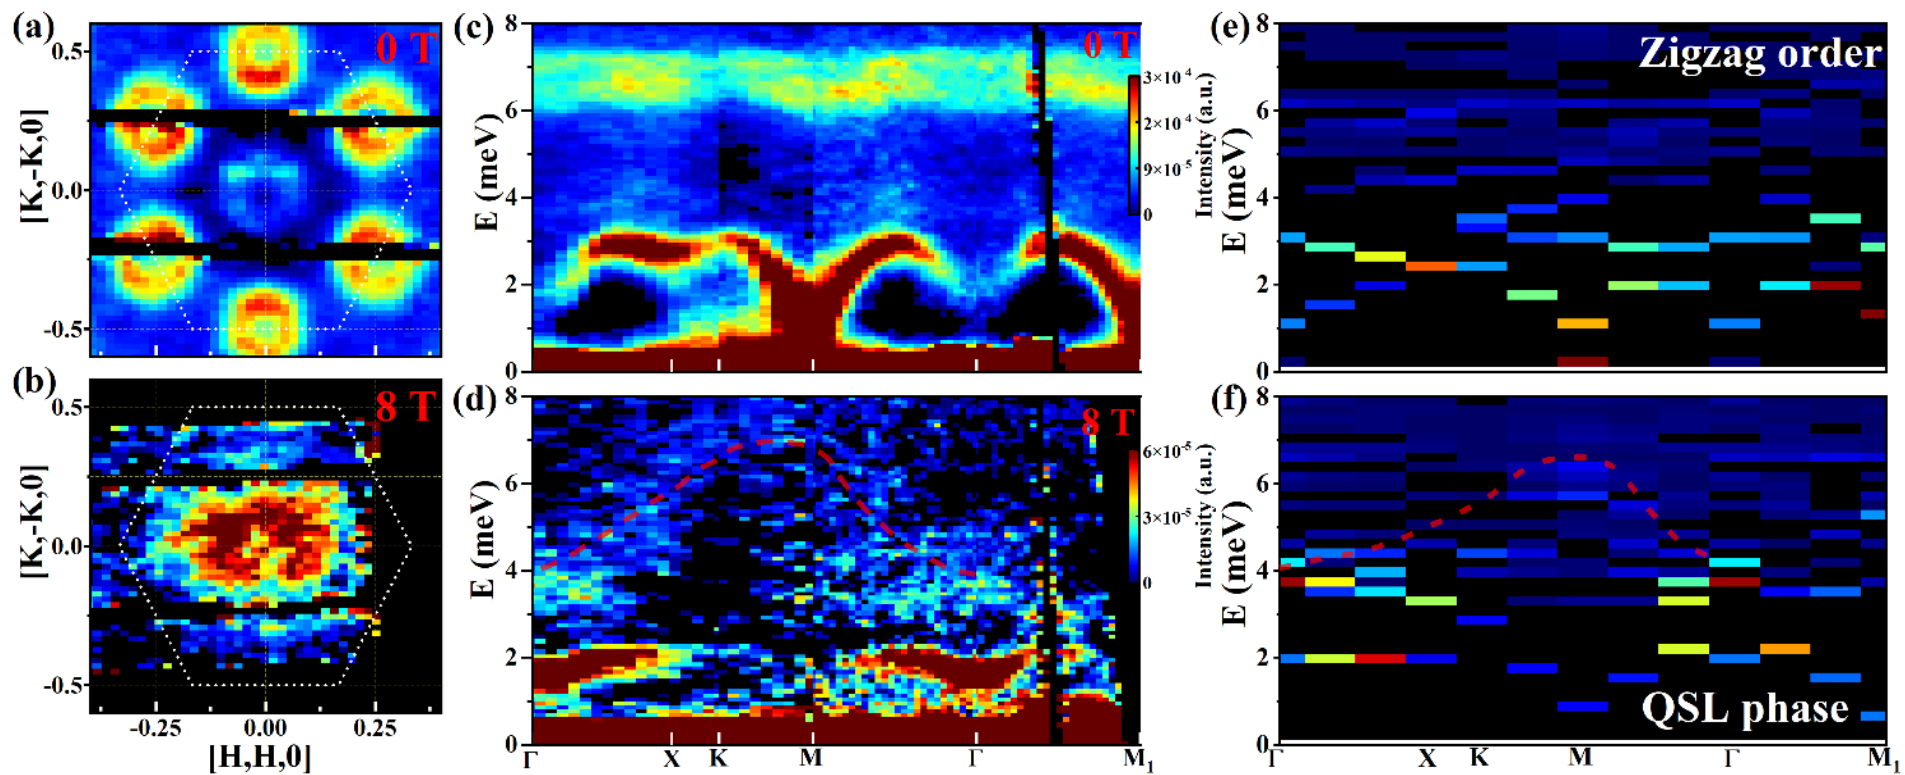 (a)
0 T
0.5
0.0
-0.5
[K,-K,0]
(b)
8 T
0.5
0.0
-0.5
[K,-K,0]
-0.25
0.00
0.25
[H,H,0]
(c)
0 T
8
6
4
2
0
E (meV)
3×10⁴
2×10⁴
9×10⁻⁵
0
Intensity (a.u.)
(d)
8 T
8
6
4
2
0
E (meV)
6×10⁻⁵
3×10⁻⁵
0
Intensity (a.u.)
Γ X K M Γ M₁
(e)
Zigzag order
8
6
4
2
0
E (meV)
(f)
QSL phase
8
6
4
2
0
E (meV)
Γ X K M Γ M₁